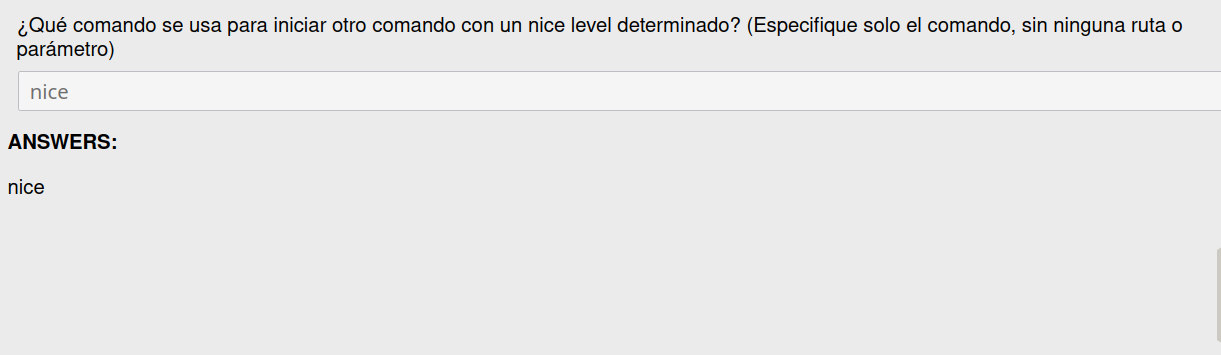 ¿Qué comando se usa para iniciar otro comando con un nice level determinado? (Especifique solo el comando, sin ninguna ruta o
parámetro)
nice
ANSWERS:
nice